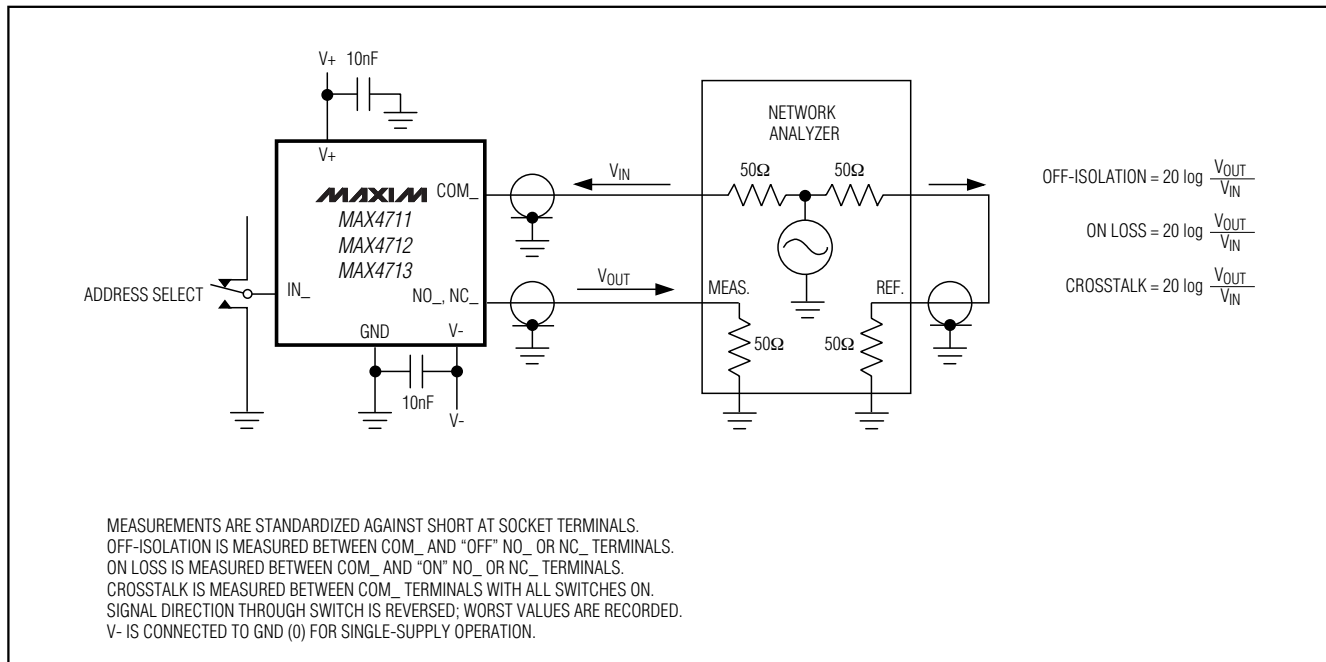 V+ 10nF
V+
MAXIM
MAX4711
MAX4712
MAX4713
COM_
ADDRESS SELECT
IN_
NO_, NC_
GND
V-
10nF
V-
VIN
VOUT
NETWORK
ANALYZER
50Ω
50Ω
MEAS.
REF.
50Ω
50Ω
OFF-ISOLATION = 20 log VOUT
VIN
ON LOSS = 20 log VOUT
VIN
CROSSTALK = 20 log VOUT
VIN
MEASUREMENTS ARE STANDARDIZED AGAINST SHORT AT SOCKET TERMINALS.
OFF-ISOLATION IS MEASURED BETWEEN COM_ AND “OFF” NO_ OR NC_ TERMINALS.
ON LOSS IS MEASURED BETWEEN COM_ AND “ON” NO_ OR NC_ TERMINALS.
CROSSTALK IS MEASURED BETWEEN COM_ TERMINALS WITH ALL SWITCHES ON.
SIGNAL DIRECTION THROUGH SWITCH IS REVERSED; WORST VALUES ARE RECORDED.
V- IS CONNECTED TO GND (0) FOR SINGLE-SUPPLY OPERATION.